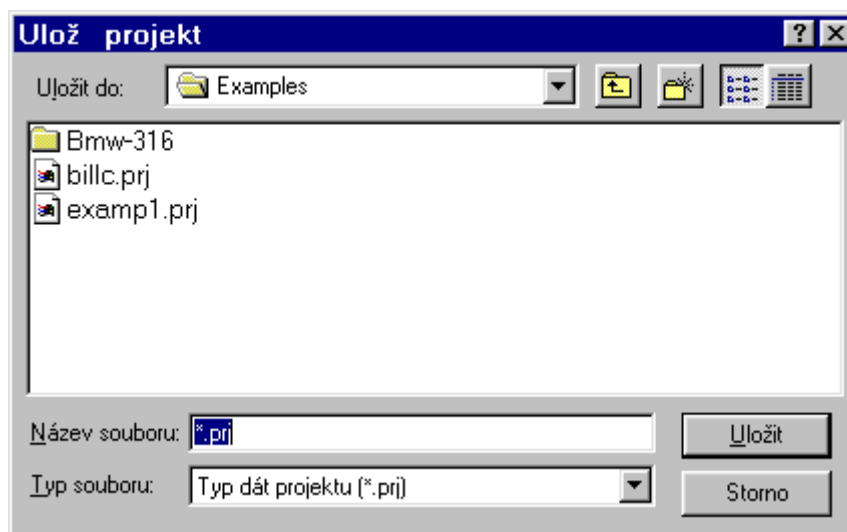 Ulož projekt
Uložit do: Examples
Bmw-316
billc.prj
examp1.prj
Název souboru: *.prj Uložit
Typ souboru: Typ dát projektu (*.prj) Storno